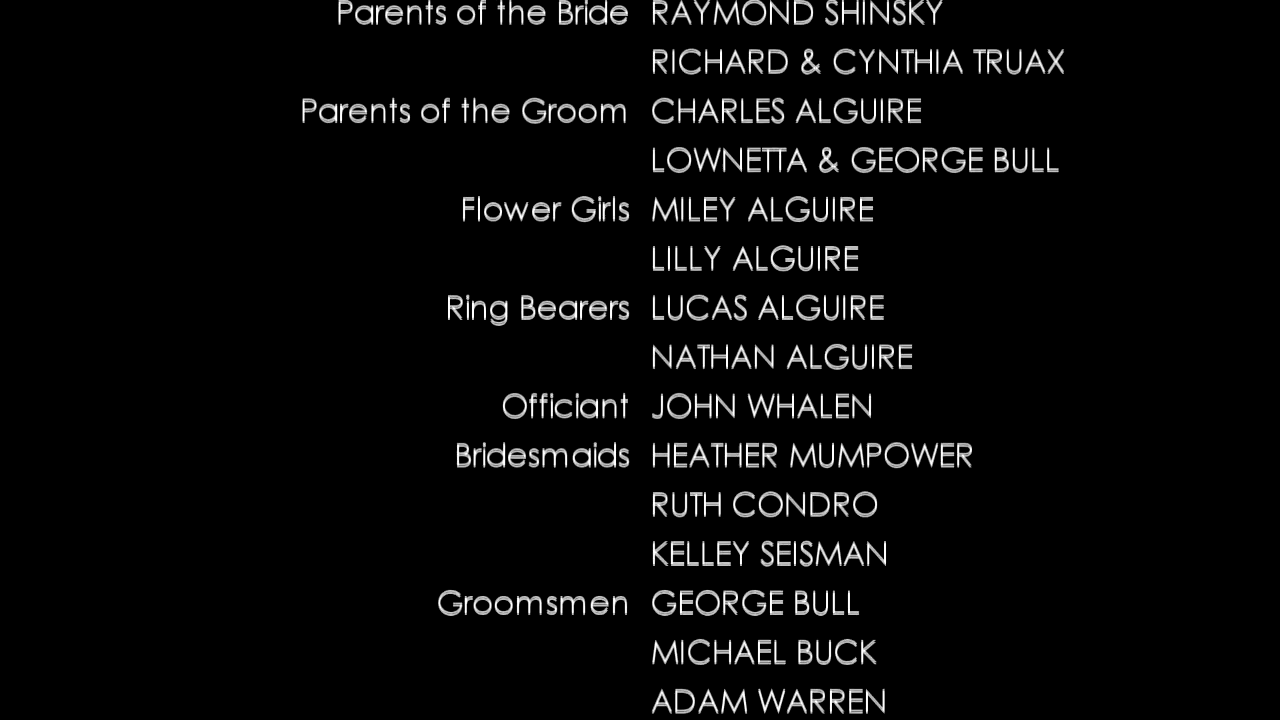 Parents of the Bride RAYMOND SHINSKY
RICHARD & CYNTHIA TRUAX
Parents of the Groom CHARLES ALGUIRE
LOWNETTA & GEORGE BULL
Flower Girls MILEY ALGUIRE
LILLY ALGUIRE
Ring Bearers LUCAS ALGUIRE
NATHAN ALGUIRE
Officiant JOHN WHALEN
Bridesmaids HEATHER MUMPOWER
RUTH CONDRO
KELLEY SEISMAN
Groomsmen GEORGE BULL
MICHAEL BUCK
ADAM WARREN